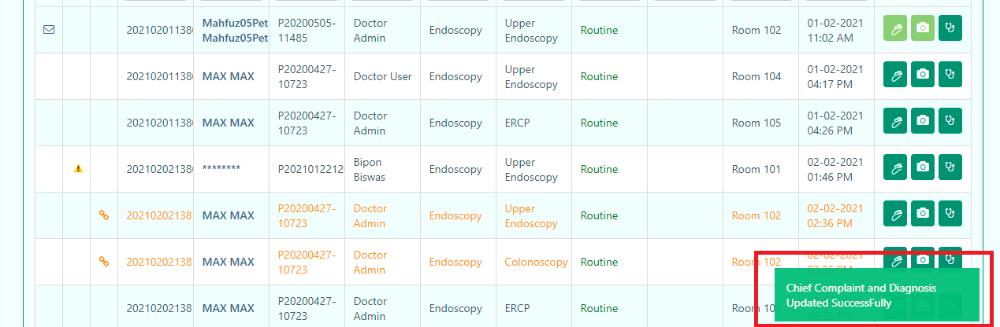 Mahfuz05Pet
Mahfuz05Pet
20210201138
P20200505-
11485
Doctor
Admin
Endoscopy
Upper
Endoscopy
Routine
Room 102
01-02-2021
11:02 AM
20210201138
MAX MAX
P20200427-
10723
Doctor User
Endoscopy
Upper
Endoscopy
Routine
Room 104
01-02-2021
04:17 PM
20210201138
MAX MAX
P20200427-
10723
Doctor
Admin
Endoscopy
ERCP
Routine
Room 105
01-02-2021
04:26 PM
20210202138
********
P2021012212
Bipon
Biswas
Endoscopy
Upper
Endoscopy
Routine
Room 101
02-02-2021
01:46 PM
20210202138
MAX MAX
P20200427-
10723
Doctor
Admin
Endoscopy
Upper
Endoscopy
Routine
Room 102
02-02-2021
02:36 PM
20210202138
MAX MAX
P20200427-
10723
Doctor
Admin
Endoscopy
Colonoscopy
Routine
Room 102
02-02-2021
20210202138
MAX MAX
P20200427-
10723
Doctor
Admin
Endoscopy
ERCP
Routine
Room
Chief Complaint and Diagnosis
Updated SuccessFully